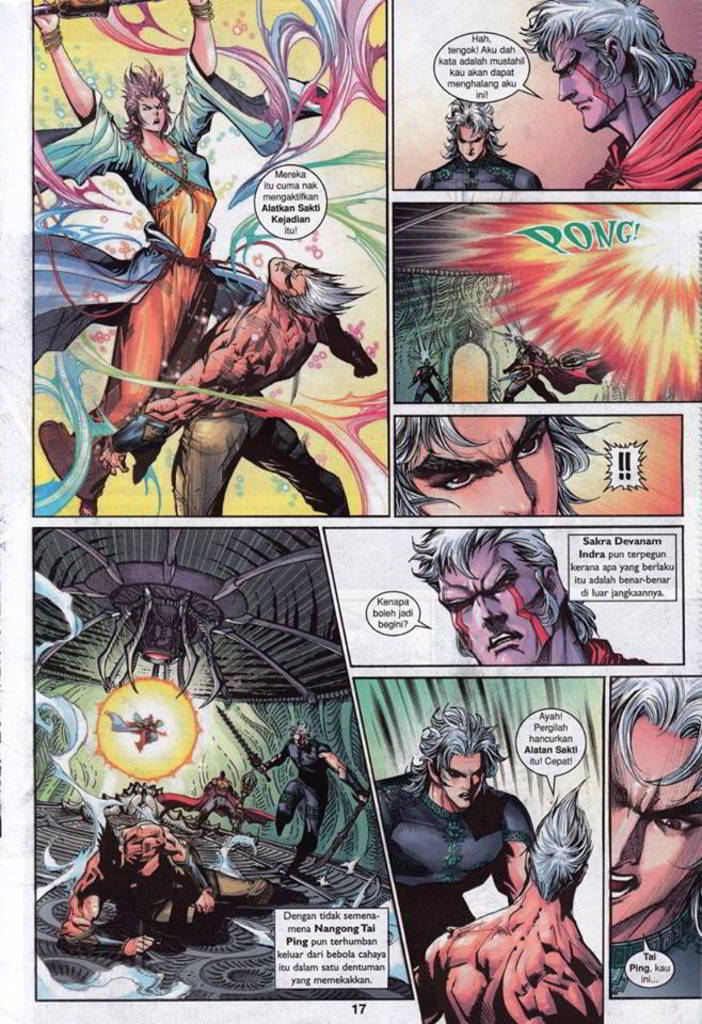 Mereka
itu cuma nak
mengaktifkan
Alatkan Sakti
Kejadian
itu!
Hah,
tengok! Aku dah
kata adalah mustahil
kau akan dapat
menghalang aku
ini!
PONG!
!!
Dengan tidak semena-
mena Nangong Tai
Ping pun terhumban
keluar dari bebola cahaya
itu dalam satu dentuman
yang memekakkan.
Kenapa
boleh jadi
begini?
Sakra Devanam
Indra pun terpegun
kerana apa yang berlaku
itu adalah benar-benar
di luar jangkaannya.
Ayah!
Pergilah
hancurkan
Alatan Sakti
itu! Cepat!
Tai
Ping, kau
ini...
17